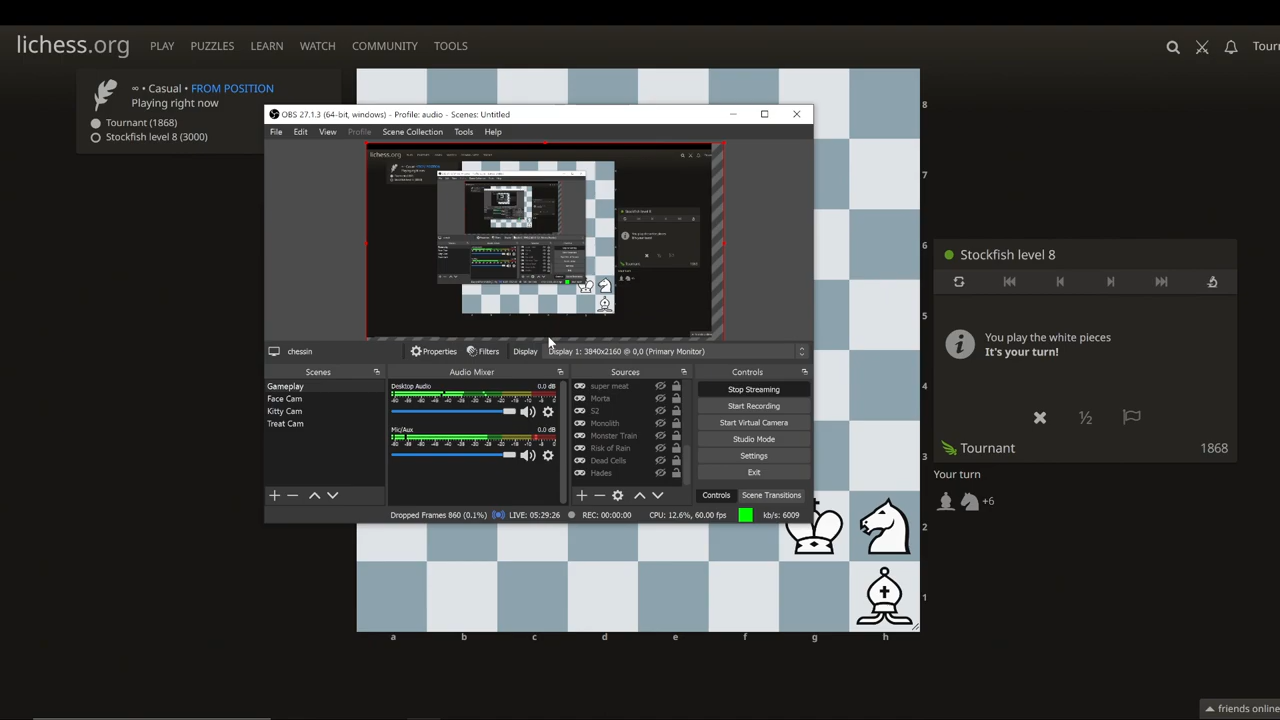 lichess.org PLAY PUZZLES LEARN WATCH COMMUNITY TOOLS Tour
∞ • Casual • FROM POSITION
Playing right now
Tournant (1868)
Stockfish level 8 (3000)
OBS 27.1.3 (64-bit, windows) - Profile: audio - Scenes: Untitled
File Edit View Profile Scene Collection Tools Help
chessin Properties Filters Display Display 1: 3840x2160 @ 0,0 (Primary Monitor)
Scenes Audio Mixer Sources Controls
Gameplay
Face Cam
Kitty Cam
Treat Cam
Desktop Audio 0.0 dB
Mic/Aux 0.0 dB
super meat
Morta
S2
Monolith
Monster Train
Risk of Rain
Dead Cells
Hades
Stop Streaming
Start Recording
Start Virtual Camera
Studio Mode
Settings
Exit
Controls Scene Transitions
Dropped Frames 860 (0.1%) LIVE: 05:29:26 REC: 00:00:00 CPU: 12.6%, 60.00 fps kb/s: 6009
8
7
6
5
4
3
2
1
a b c d e f g h
Stockfish level 8
You play the white pieces
It's your turn!
½
Tournant 1868
Your turn
+6
friends online